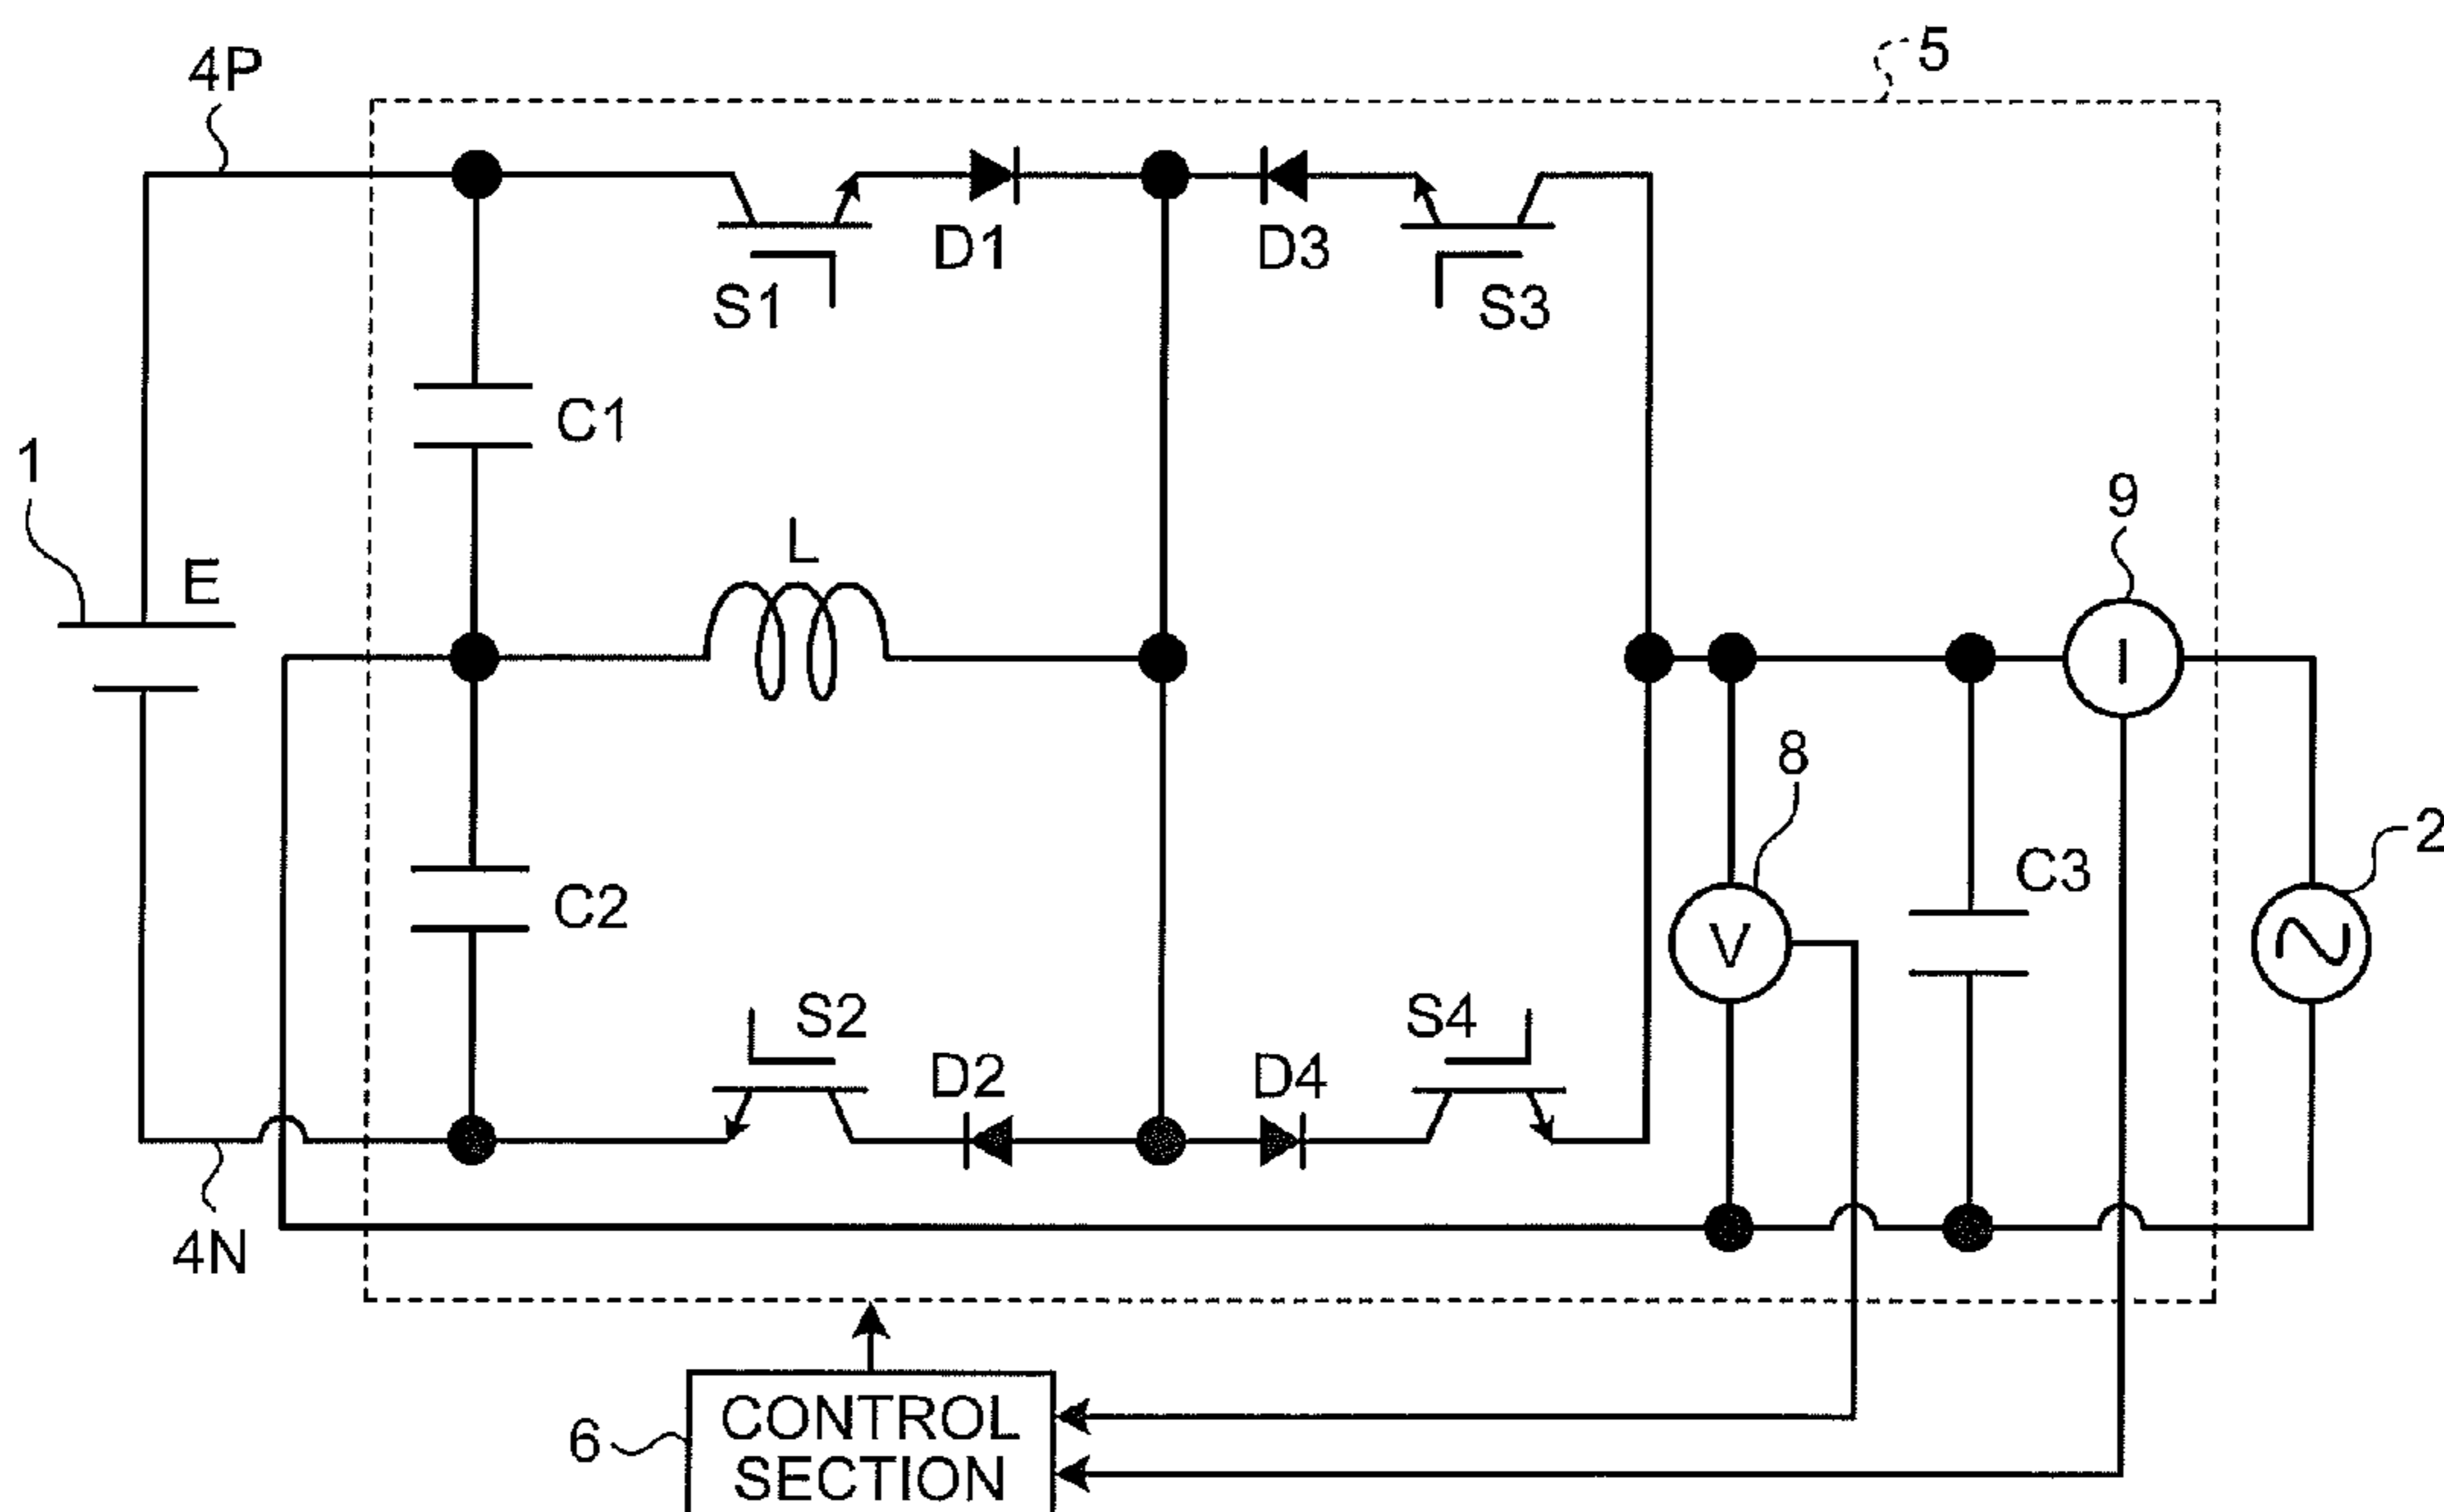 5
4P
D1
D3
S1
S3
C1
1
9
L
E
8
2
C3
C2
V
I
S2
S4
D2
D4
4N
CONTROL
SECTION
6